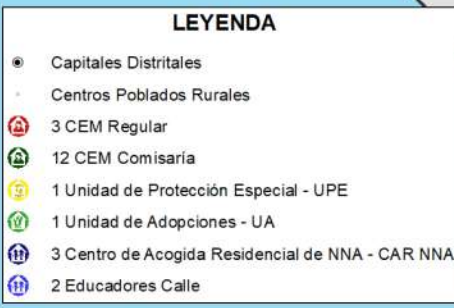 LEYENDA
Capitales Distritales
Centros Poblados Rurales
3 CEM Regular
12 CEM Comisaría
1 Unidad de Protección Especial - UPE
1 Unidad de Adopciones - UA
3 Centro de Acogida Residencial de NNA - CAR NNA
2 Educadores Calle